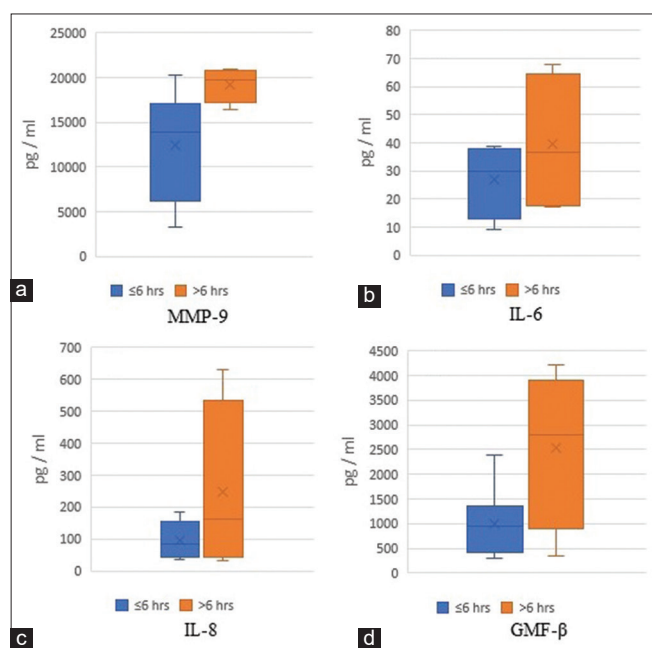 25000
20000
15000
10000
5000
0
pg / ml
≤6 hrs >6 hrs
a
MMP-9
80
70
60
50
40
30
20
10
0
pg / ml
≤6 hrs >6 hrs
b
IL-6
700
600
500
400
300
200
100
0
pg / ml
≤6 hrs >6 hrs
c
IL-8
4500
4000
3500
3000
2500
2000
1500
1000
500
0
pg / ml
≤6 hrs >6 hrs
d
GMF-β